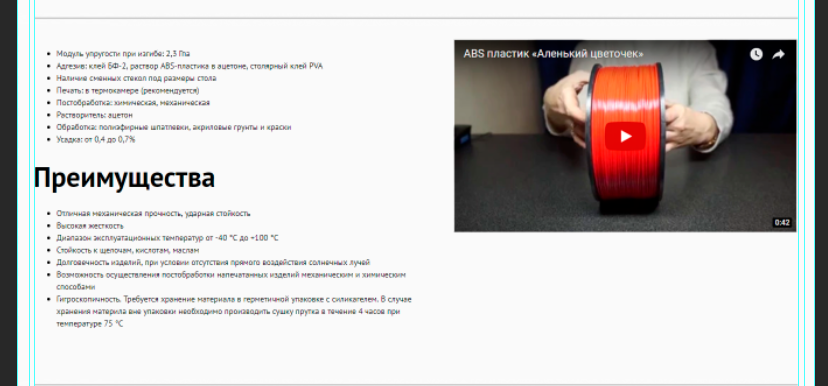 Модуль упругости при изгибе: 2,3 Гпа
Адгезив: клей БФ-2, раствор ABS-пластика в ацетоне, столярный клей PVA
Наличие сменных стекол под размеры стола
Печать: в термокамере (рекомендуется)
Постобработка: химическая, механическая
Растворитель: ацетон
Обработка: полиэфирные шпатлевки, акриловые грунты и краски
Усадка: от 0,4 до 0,7%
Преимущества
Отличная механическая прочность, ударная стойкость
Высокая жесткость
Диапазон эксплуатационных температур от -40 °C до +100 °C
Стойкость к щелочам, кислотам, маслам
Долговечность изделий, при условии отсутствия прямого воздействия солнечных лучей
Возможность осуществления постобработки напечатанных изделий механическим и химическим
способами
Гигроскопичность. Требуется хранение материала в герметичной упаковке с силикагелем. В случае
хранения материла вне упаковки необходимо производить сушку прутка в течение 4 часов при
температуре 75 °C
ABS пластик «Аленький цветочек»
0:42